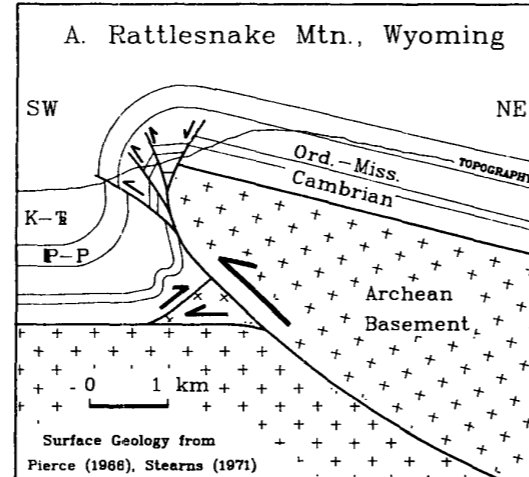 A. Rattlesnake Mtn., Wyoming
SW
NE
Ord.-Miss.
TOPOGRAPHY
Cambrian
K-Ƭ
ℙ-P
Archean
Basement
0 1 km
Surface Geology from
Pierce (1966), Stearns (1971)